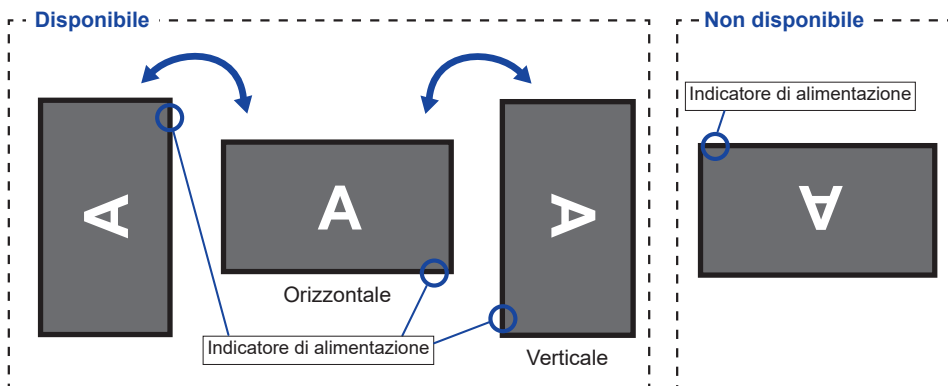 Disponibile
Non disponibile
Indicatore di alimentazione
A
A
A
A
Orizzontale
Indicatore di alimentazione
Verticale